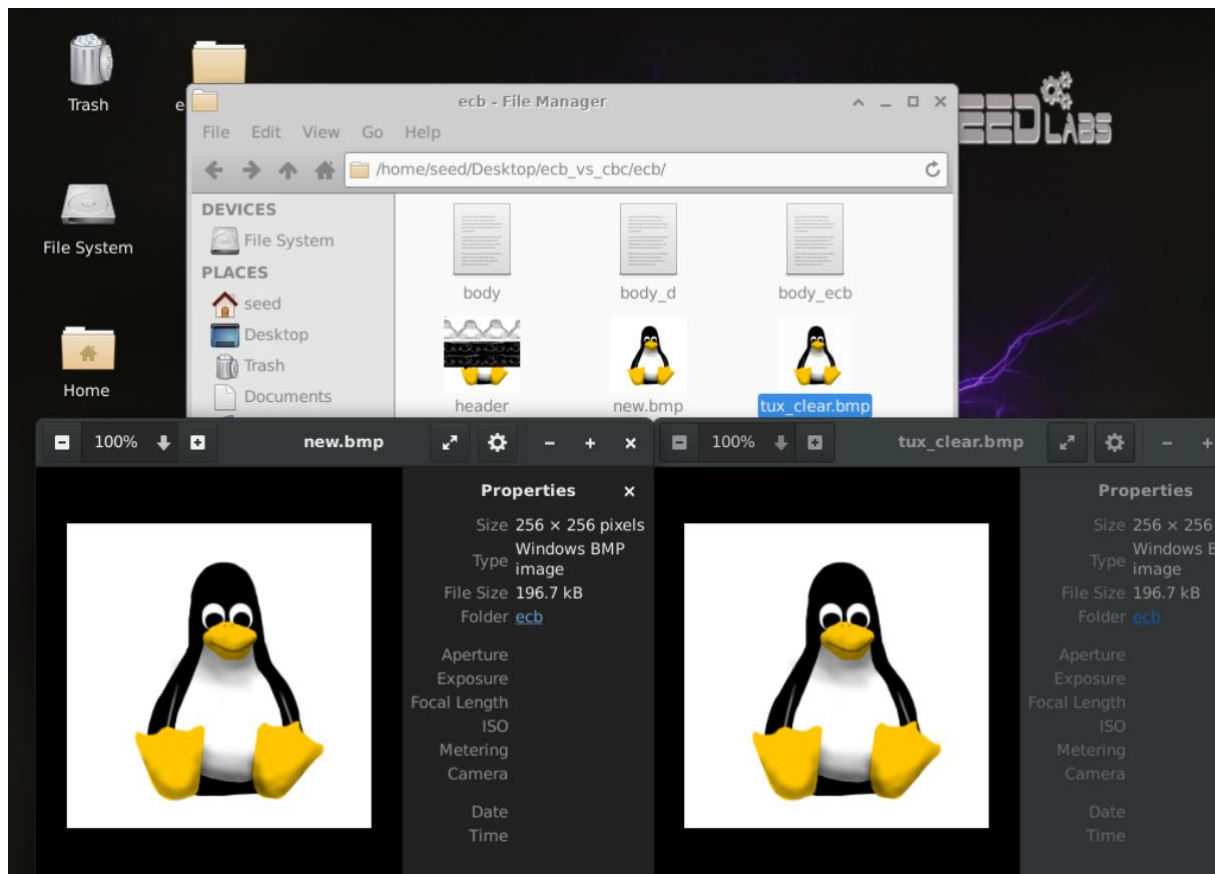 Trash
e
ecb - File Manager
EED LABS
File Edit View Go Help
/home/seed/Desktop/ecb_vs_cbc/ecb/
DEVICES
File System
PLACES
seed
Desktop
Trash
Documents
File System
Home
body
body_d
body_ecb
header
new.bmp
tux_clear.bmp
100%
new.bmp
Properties
Size 256 × 256 pixels
Type Windows BMP
image
File Size 196.7 kB
Folder ecb
Aperture
Exposure
Focal Length
ISO
Metering
Camera
Date
Time
100%
tux_clear.bmp
Properties
Size 256 × 256
Type Windows B
image
File Size 196.7 kB
Folder ecb
Aperture
Exposure
Focal Length
ISO
Metering
Camera
Date
Time